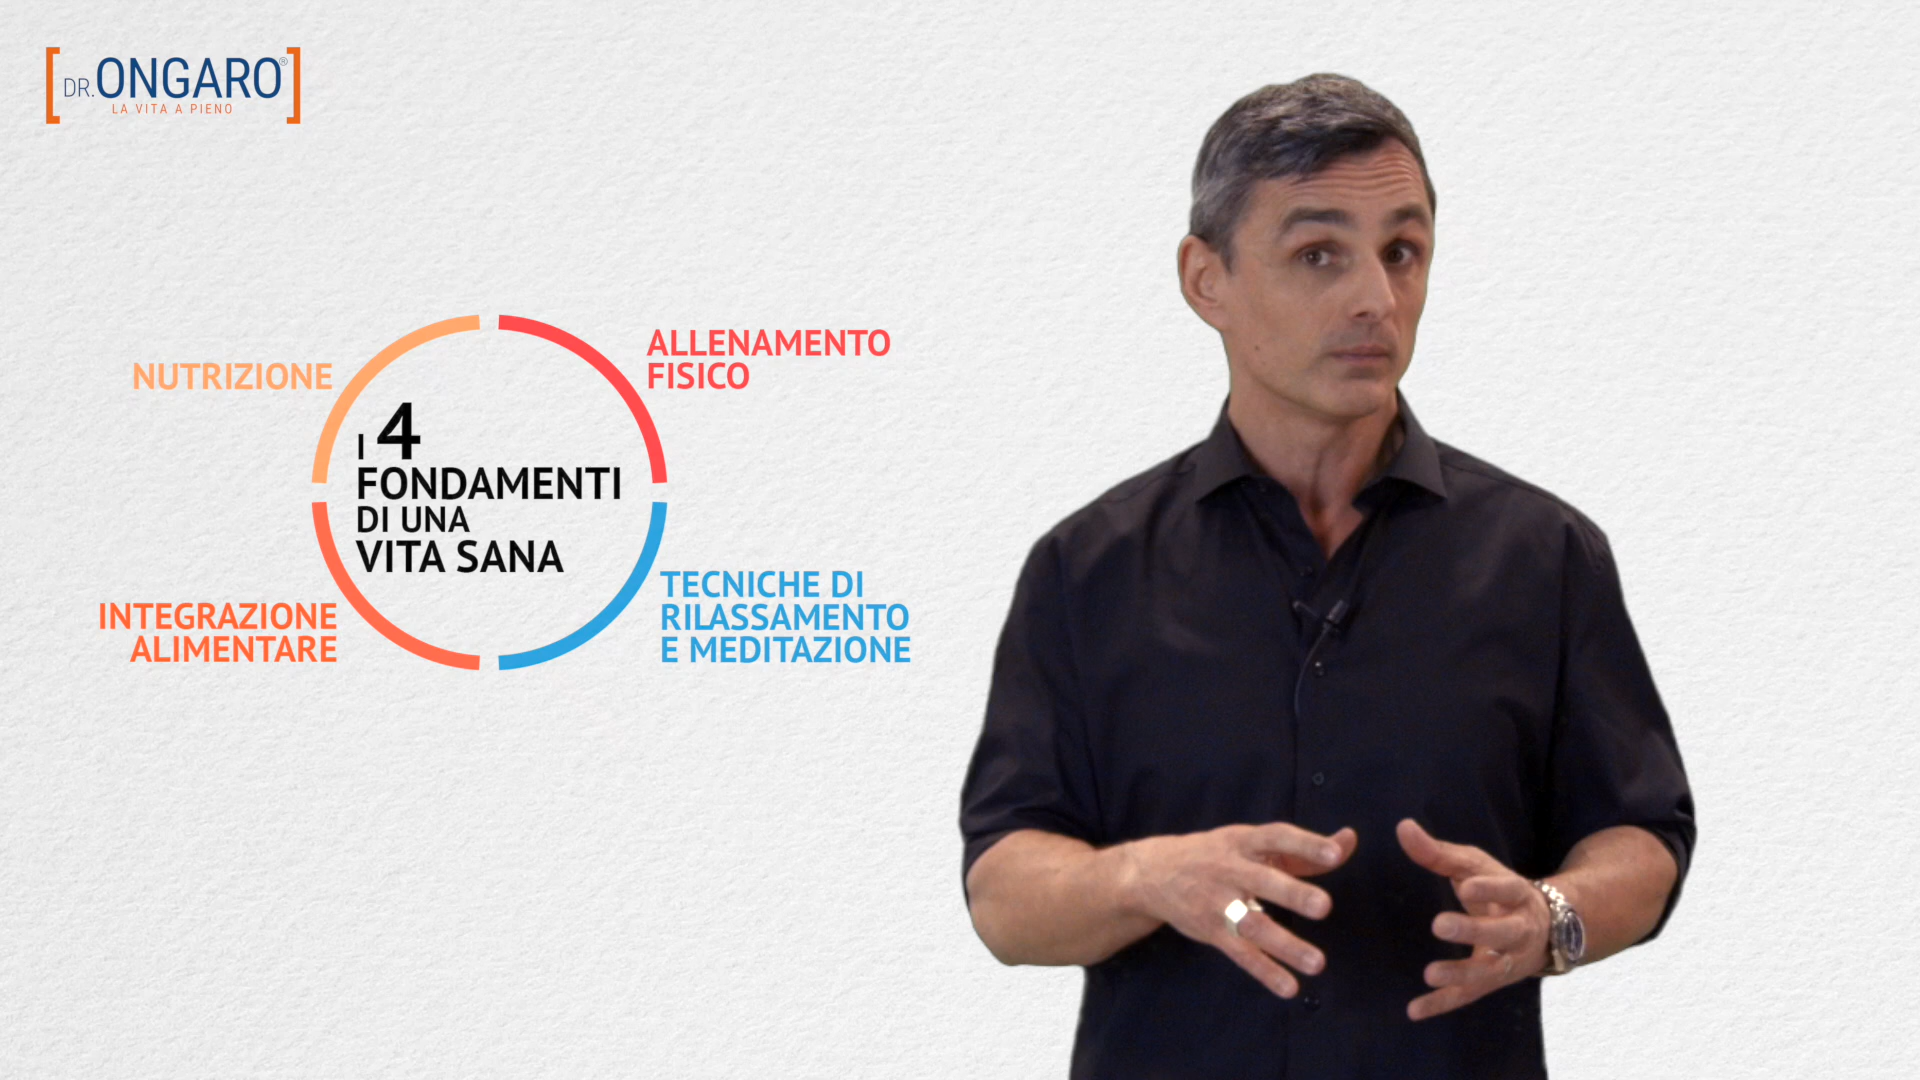 DR. ONGARO®
LA VITA A PIENO
NUTRIZIONE
ALLENAMENTO
FISICO
I 4
FONDAMENTI
DI UNA
VITA SANA
INTEGRAZIONE
ALIMENTARE
TECNICHE DI
RILASSAMENTO
E MEDITAZIONE